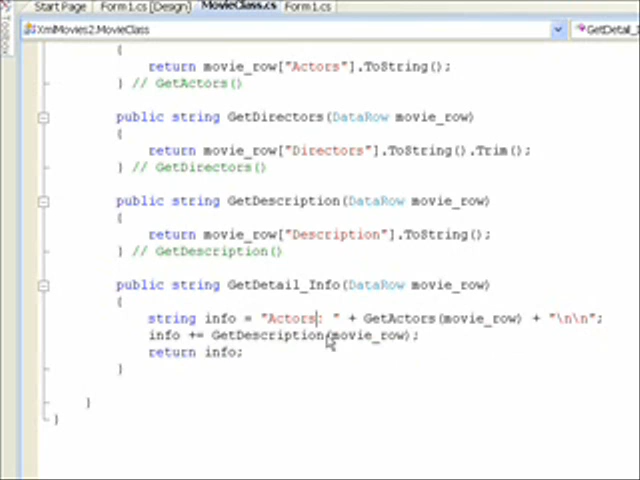 Start Page Form1.cs [Design] MovieClass.cs Form1.cs
XmlMovies2.MovieClass GetDetail_
Toolbox
{
return movie_row["Actors"].ToString();
} // GetActors()
public string GetDirectors(DataRow movie_row)
{
return movie_row["Directors"].ToString().Trim();
} // GetDirectors()
public string GetDescription(DataRow movie_row)
{
return movie_row["Description"].ToString();
} // GetDescription()
public string GetDetail_Info(DataRow movie_row)
{
string info = "Actors: " + GetActors(movie_row) + "\n\n";
info += GetDescription(movie_row);
return info;
}
}
}